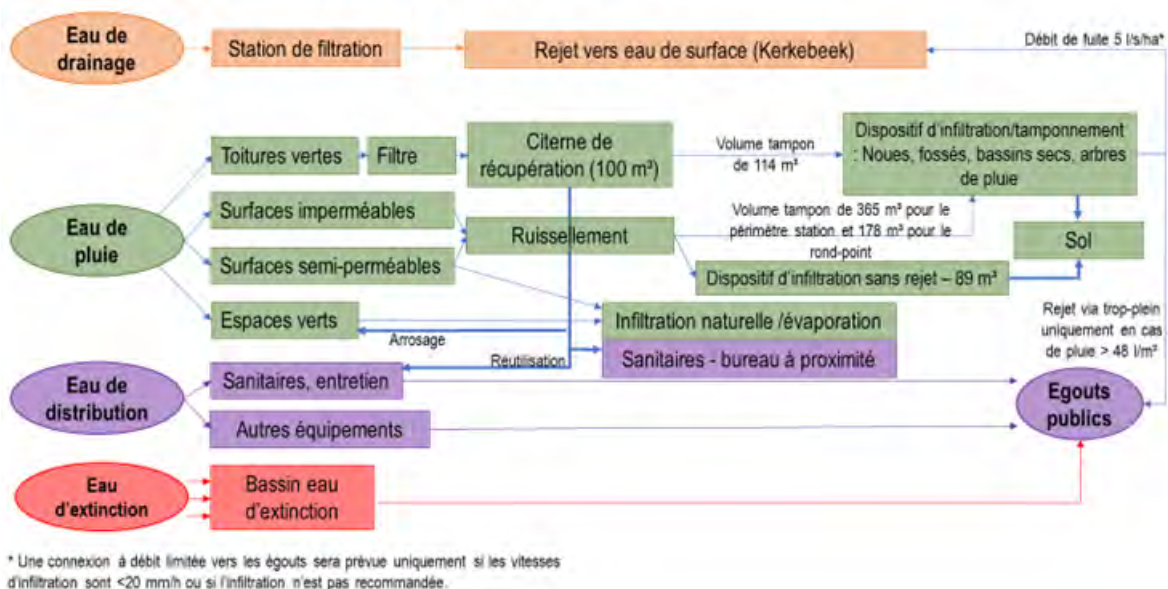 Eau de
drainage
Station de filtration
Rejet vers eau de surface (Kerkebeek)
Débit de fuite 5 l/s/ha*
Eau de
pluie
Toitures vertes
Filtre
Citerne de
récupération (100 m³)
Volume tampon
de 114 m³
Dispositif d'infiltration/tamponnement
: Noues, fossés, bassins secs, arbres
de pluie
Surfaces imperméables
Surfaces semi-perméables
Ruissellement
Volume tampon de 365 m³ pour le
périmètre station et 178 m³ pour le
rond-point
Sol
Dispositif d'infiltration sans rejet – 89 m³
Espaces verts
Arrosage
Infiltration naturelle /évaporation
Rejet via trop-plein
uniquement en cas
de pluie > 48 l/m²
Réutilisation
Sanitaires - bureau à proximité
Eau de
distribution
Sanitaires, entretien
Autres équipements
Egouts
publics
Eau
d'extinction
Bassin eau
d'extinction
* Une connexion à débit limitée vers les égouts sera prévue uniquement si les vitesses
d'infiltration sont <20 mm/h ou si l'infiltration n'est pas recommandée.